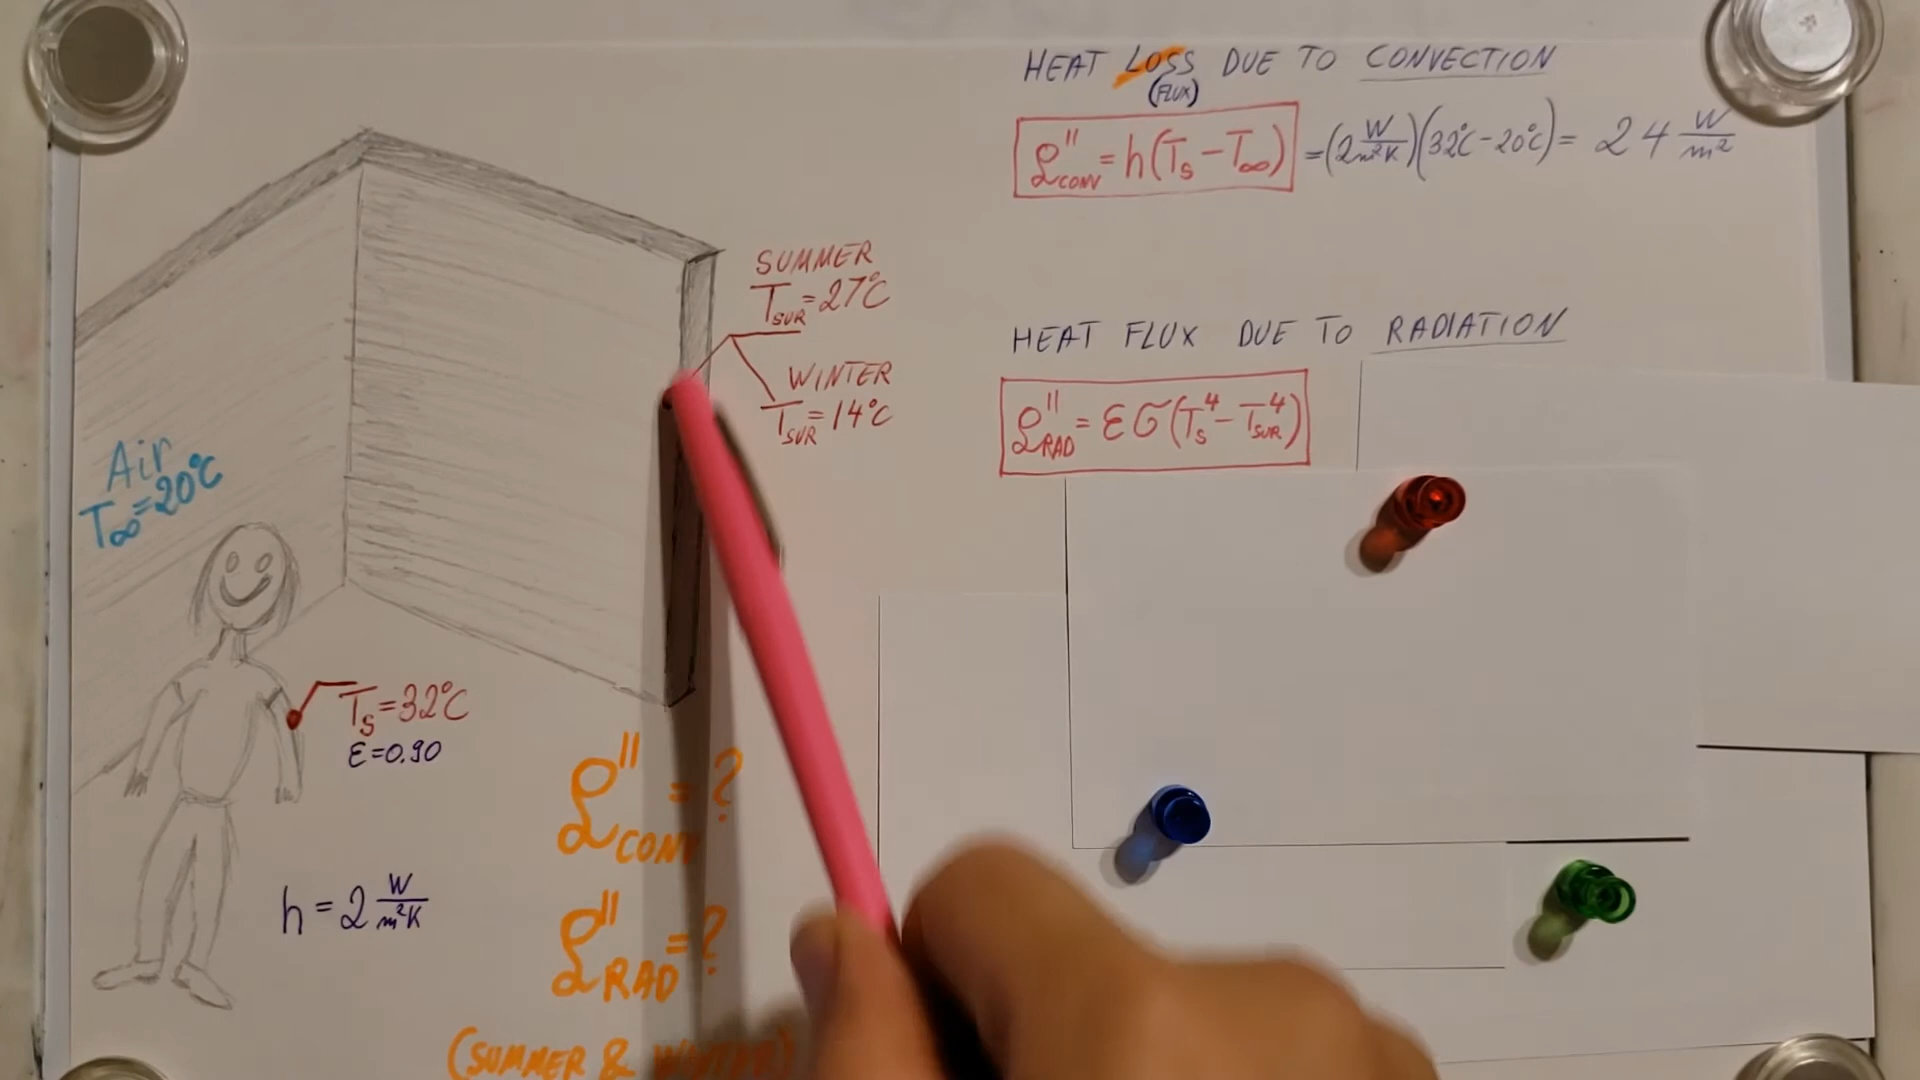 HEAT LOSS DUE TO CONVECTION
(FLUX)
q"CONV = h(Ts − T∞) = (2 W/m²K)(32°C − 20°C) = 24 W/m²
SUMMER
TSUR = 27°C
WINTER
TSUR = 14°C
HEAT FLUX DUE TO RADIATION
q"RAD = εσ(Ts⁴ − TSUR⁴)
Air
T∞ = 20°C
Ts = 32°C
ε = 0.90
h = 2 W/m²K
q"CONV = ?
q"RAD = ?
(SUMMER & WINTER)